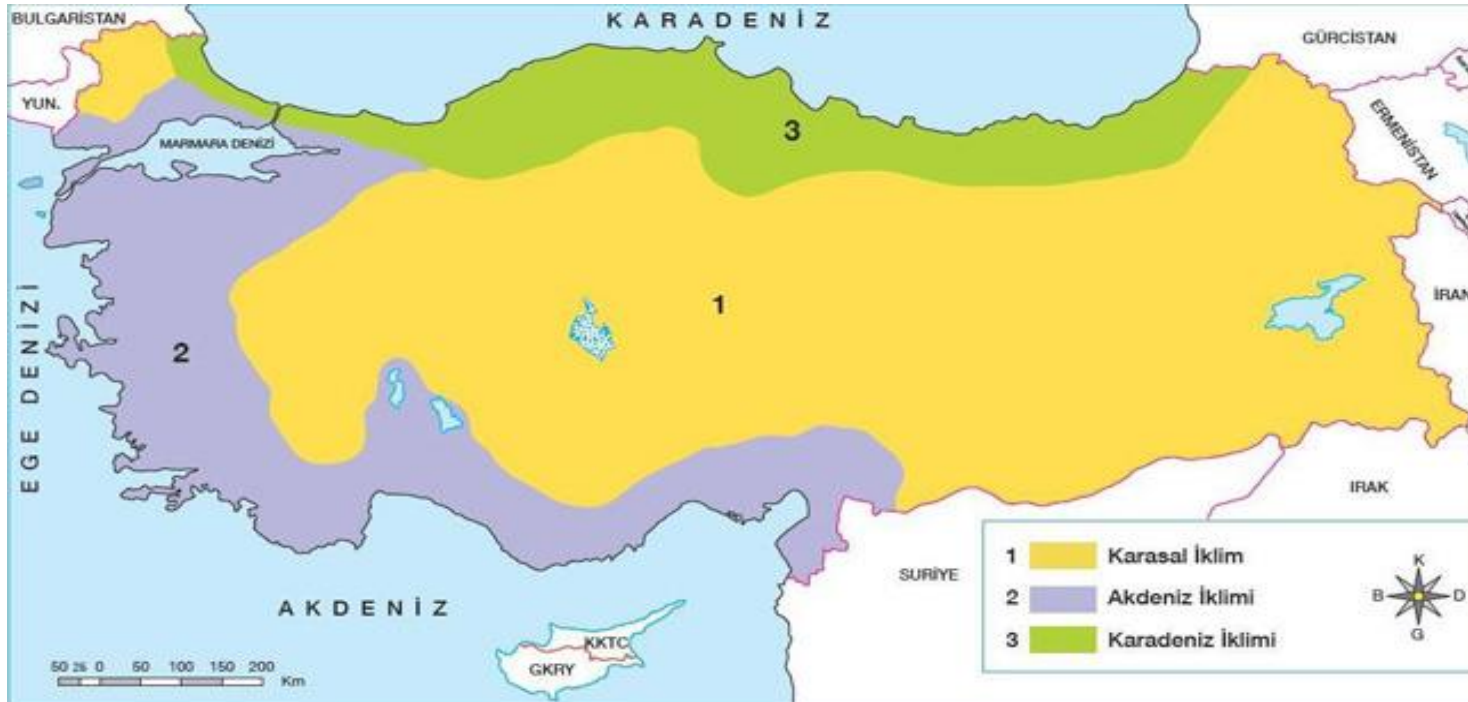 BULGARİSTAN
KARADENİZ
GÜRCİSTAN
YUN.
MARMARA DENİZİ
ERMENİSTAN
3
1
İRAN
2
EGE DENİZİ
IRAK
SURİYE
AKDENİZ
KKTC
GKRY
50 25 0 50 100 150 200
Km
1 Karasal İklim
2 Akdeniz İklimi
3 Karadeniz İklimi
K
B D
G